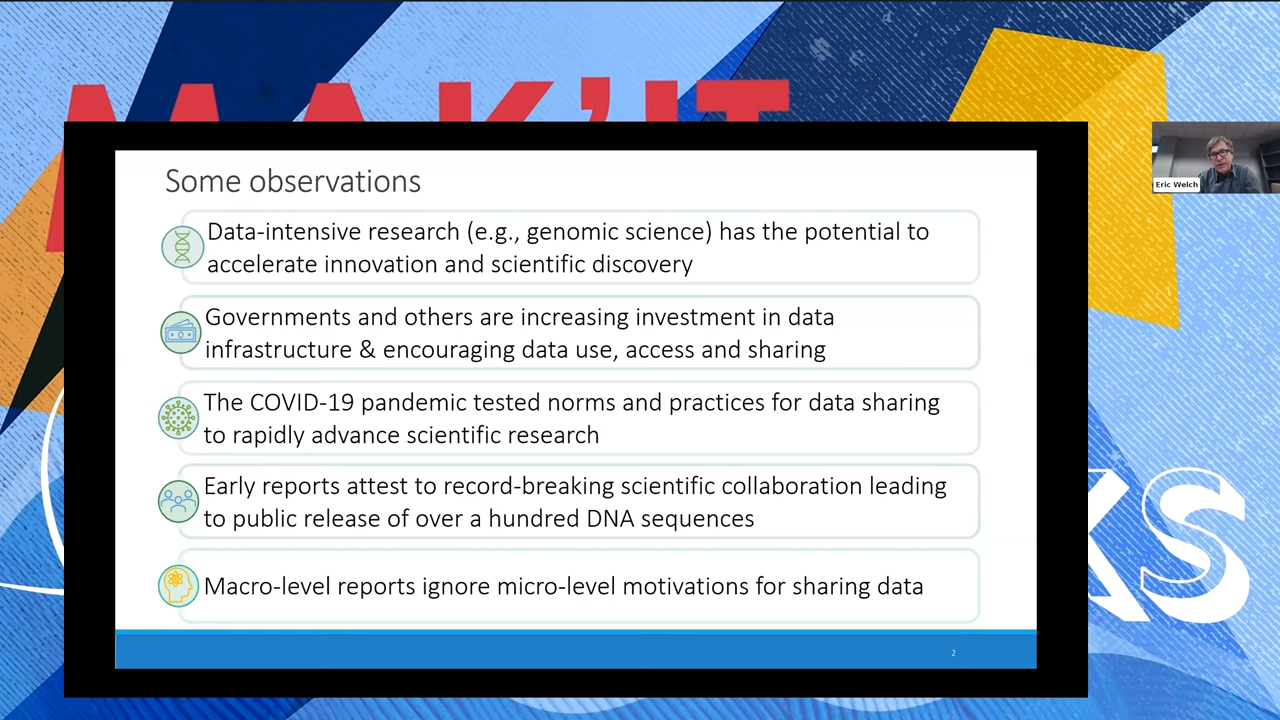 MAK'IT
Some observations
Data-intensive research (e.g., genomic science) has the potential to
accelerate innovation and scientific discovery
Governments and others are increasing investment in data
infrastructure & encouraging data use, access and sharing
The COVID-19 pandemic tested norms and practices for data sharing
to rapidly advance scientific research
Early reports attest to record-breaking scientific collaboration leading
to public release of over a hundred DNA sequences
Macro-level reports ignore micro-level motivations for sharing data
2
Eric Welch
KS